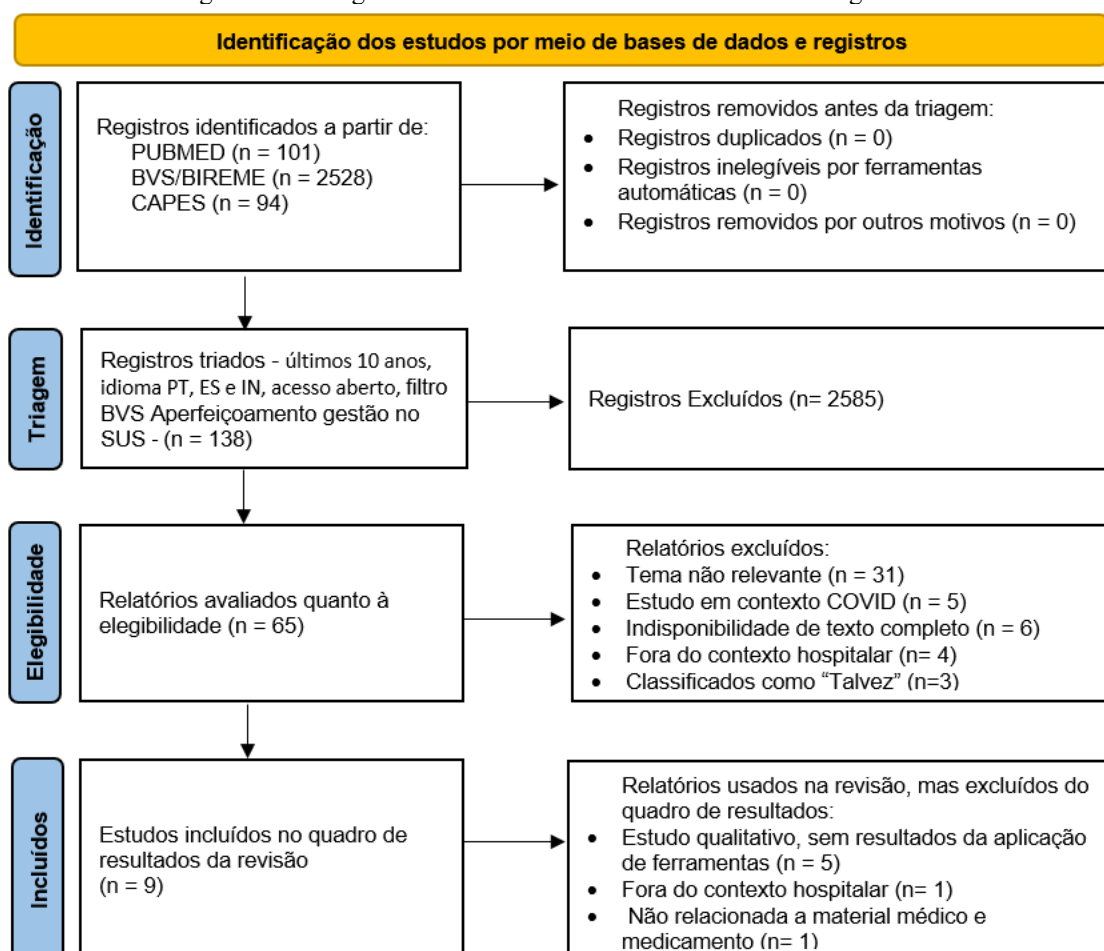 Identificação dos estudos por meio de bases de dados e registros
Identificação
Registros identificados a partir de:
PUBMED (n = 101)
BVS/BIREME (n = 2528)
CAPES (n = 94)
Registros removidos antes da triagem:
• Registros duplicados (n = 0)
• Registros inelegíveis por ferramentas
automáticas (n = 0)
• Registros removidos por outros motivos (n = 0)
Triagem
Registros triados - últimos 10 anos,
idioma PT, ES e IN, acesso aberto, filtro
BVS Aperfeiçoamento gestão no
SUS - (n = 138)
Registros Excluídos (n= 2585)
Elegibilidade
Relatórios avaliados quanto à
elegibilidade (n = 65)
Relatórios excluídos:
• Tema não relevante (n = 31)
• Estudo em contexto COVID (n = 5)
• Indisponibilidade de texto completo (n = 6)
• Fora do contexto hospitalar (n= 4)
• Classificados como “Talvez” (n=3)
Incluídos
Estudos incluídos no quadro de
resultados da revisão
(n = 9)
Relatórios usados na revisão, mas excluídos do
quadro de resultados:
• Estudo qualitativo, sem resultados da aplicação
de ferramentas (n = 5)
• Fora do contexto hospitalar (n= 1)
• Não relacionada a material médico e
medicamento (n= 1)